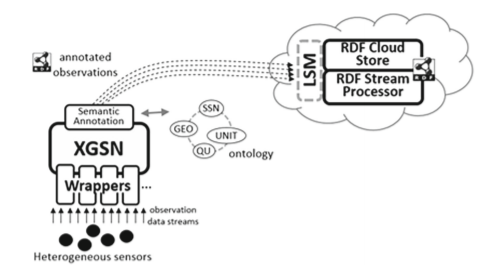 annotated
observations
LSM
RDF Cloud
Store
RDF Stream
Processor
Semantic
Annotation
SSN
GEO
UNIT
QU
ontology
XGSN
Wrappers
...
observation
data streams
Heterogeneous sensors